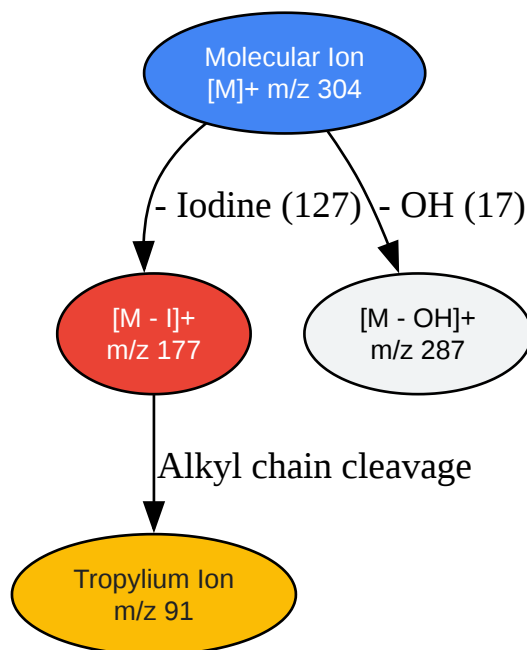 Molecular Ion
[M]+ m/z 304
- Iodine (127)
- OH (17)
[M - I]+
m/z 177
[M - OH]+
m/z 287
Alkyl chain cleavage
Tropylium Ion
m/z 91